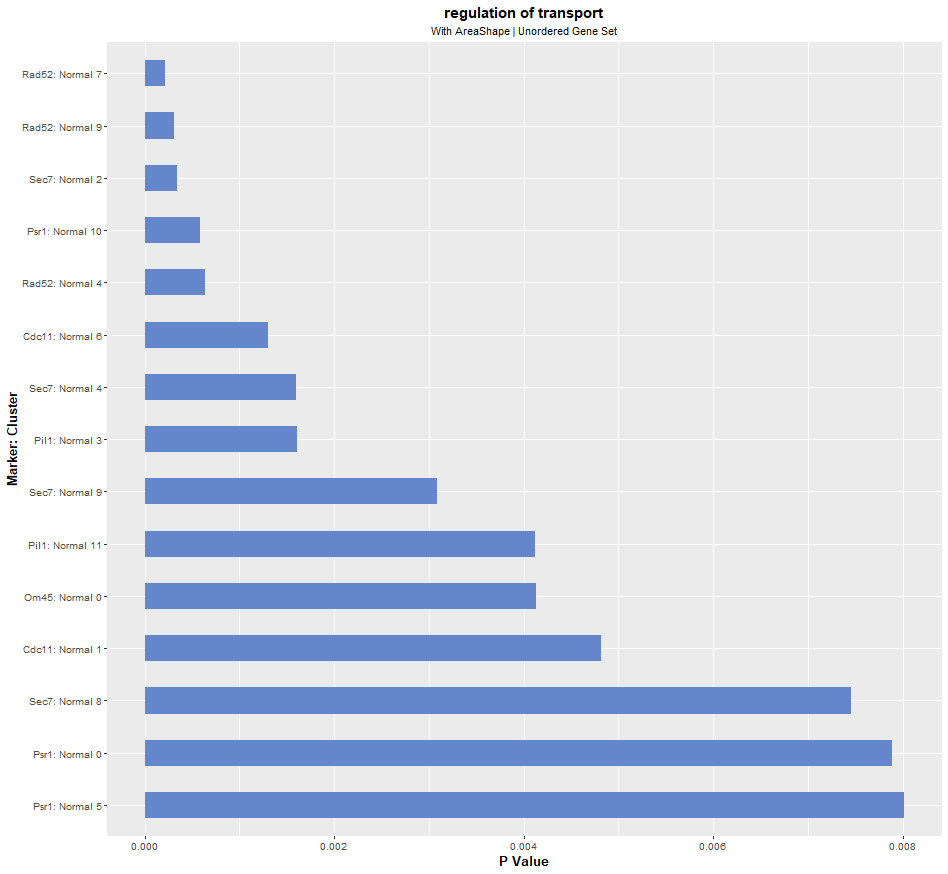 regulation of transport
With AreaShape | Unordered Gene Set
Marker: Cluster
Rad52: Normal 7
Rad52: Normal 9
Sec7: Normal 2
Psr1: Normal 10
Rad52: Normal 4
Cdc11: Normal 6
Sec7: Normal 4
Pil1: Normal 3
Sec7: Normal 9
Pil1: Normal 11
Om45: Normal 0
Cdc11: Normal 1
Sec7: Normal 8
Psr1: Normal 0
Psr1: Normal 5
0.000 0.002 0.004 0.006 0.008
P Value